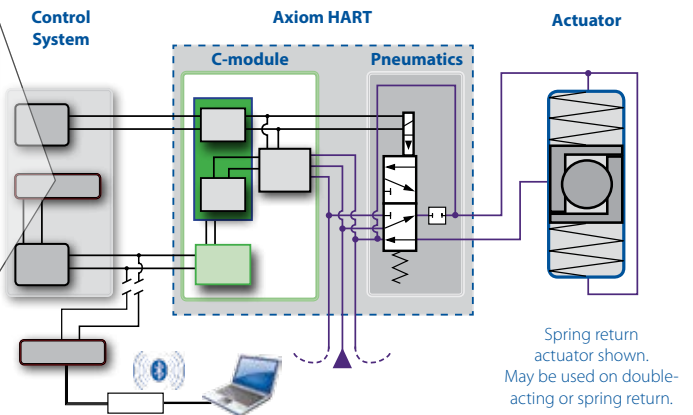 Control
System
Axiom HART
Actuator
C-module
Pneumatics
Spring return
actuator shown.
May be used on double-
acting or spring return.